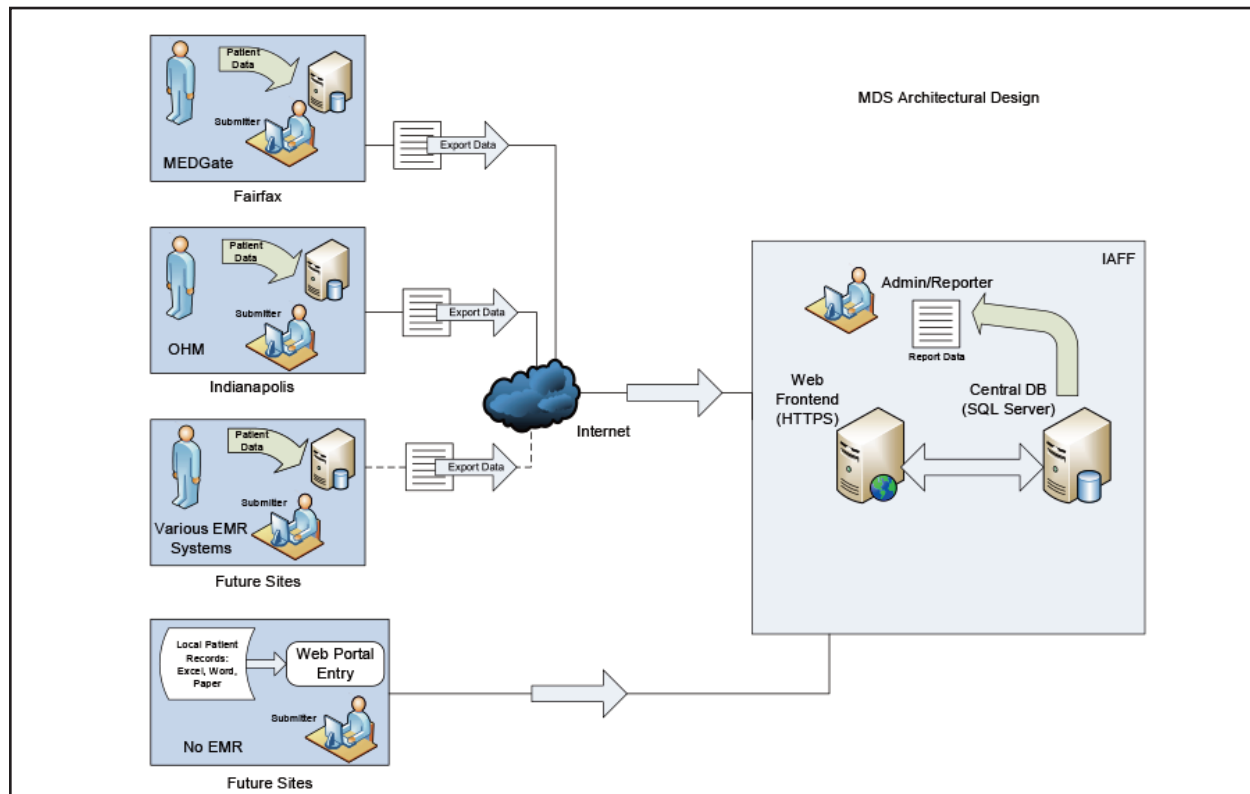 MDS Architectural Design
Patient
Data
Submitter
MEDGate
Fairfax
Export Data
Patient
Data
Submitter
OHM
Indianapolis
Export Data
Patient
Data
Submitter
Various EMR
Systems
Future Sites
Export Data
Local Patient
Records:
Excel, Word,
Paper
Web Portal
Entry
Submitter
No EMR
Future Sites
Internet
IAFF
Admin/Reporter
Report Data
Web
Frontend
(HTTPS)
Central DB
(SQL Server)